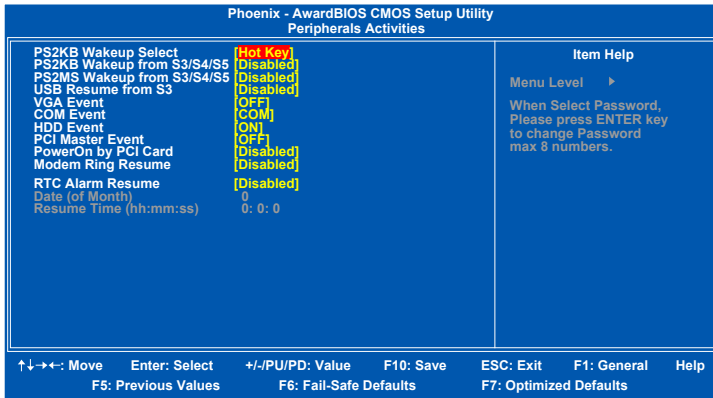 Phoenix - AwardBIOS CMOS Setup Utility
Peripherals Activities
PS2KB Wakeup Select [Hot Key]
PS2KB Wakeup from S3/S4/S5 [Disabled]
PS2MS Wakeup from S3/S4/S5 [Disabled]
USB Resume from S3 [Disabled]
VGA Event [OFF]
COM Event [COM]
HDD Event [ON]
PCI Master Event [OFF]
PowerOn by PCI Card [Disabled]
Modem Ring Resume [Disabled]
RTC Alarm Resume [Disabled]
Date (of Month) 0
Resume Time (hh:mm:ss) 0: 0: 0
Item Help
Menu Level
When Select Password,
Please press ENTER key
to change Password
max 8 numbers.
↑↓→←: Move Enter: Select +/-/PU/PD: Value F10: Save ESC: Exit F1: General Help
F5: Previous Values F6: Fail-Safe Defaults F7: Optimized Defaults